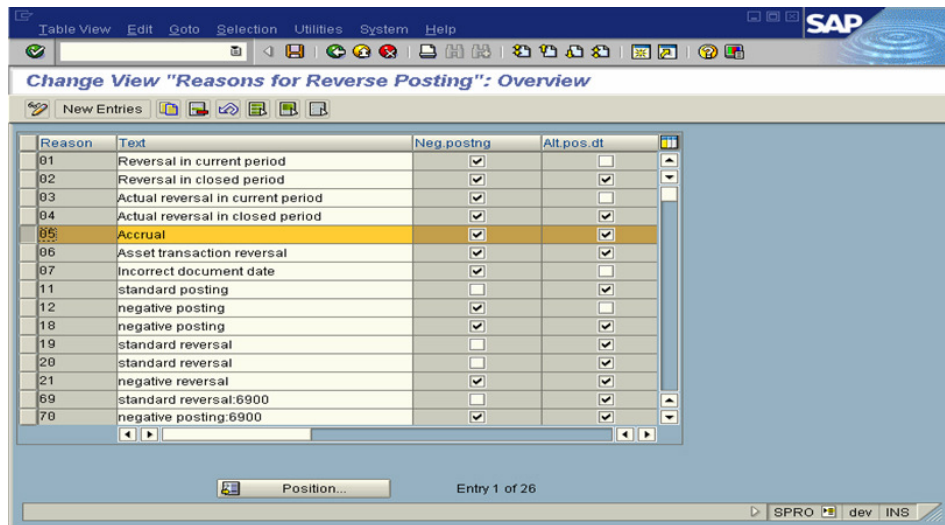 Table View Edit Goto Selection Utilities System Help
SAP
Change View "Reasons for Reverse Posting": Overview
New Entries
Reason Text Neg.postng Alt.pos.dt
01 Reversal in current period
02 Reversal in closed period
03 Actual reversal in current period
04 Actual reversal in closed period
05 Accrual
06 Asset transaction reversal
07 Incorrect document date
11 standard posting
12 negative posting
18 negative posting
19 standard reversal
20 standard reversal
21 negative reversal
69 standard reversal:6900
70 negative posting:6900
Position... Entry 1 of 26
SPRO dev INS